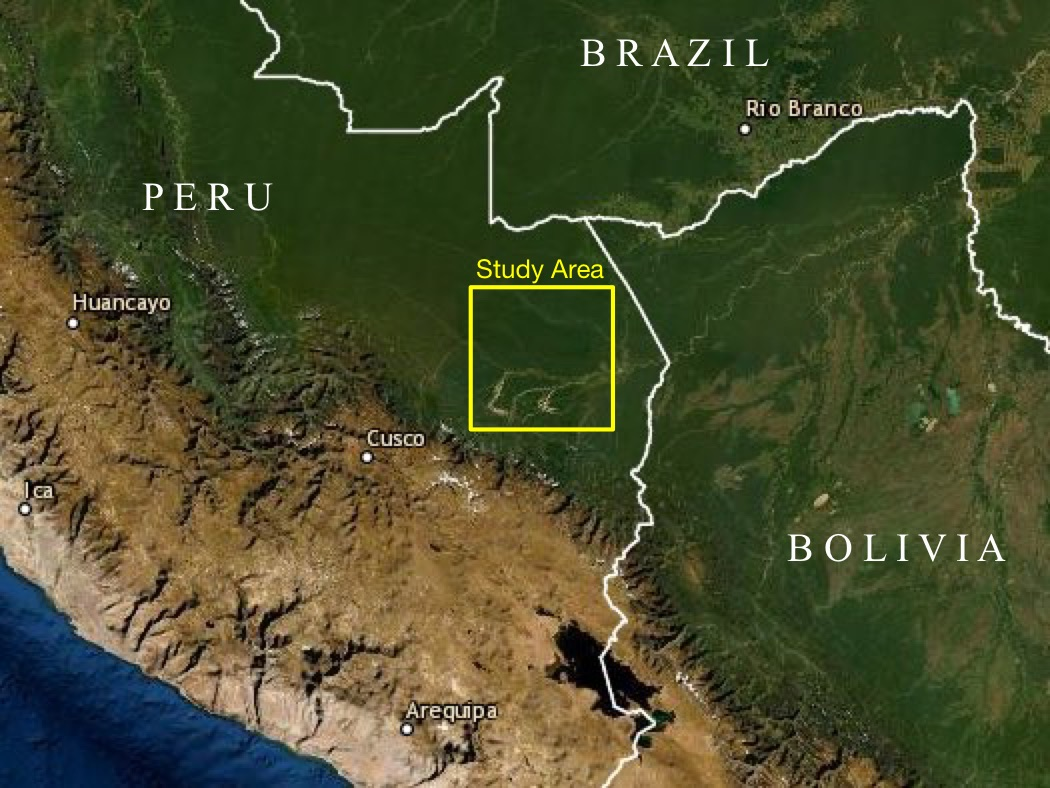 BRAZIL
Rio Branco
PERU
Study Area
Huancayo
Cusco
Ica
BOLIVIA
Arequipa